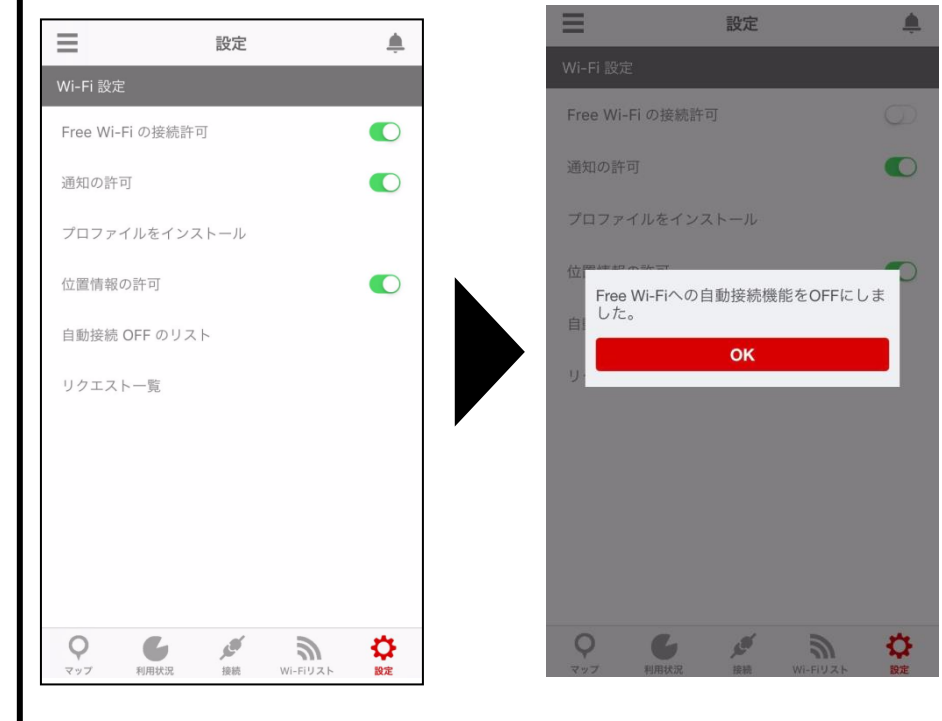 設定
Wi-Fi 設定
Free Wi-Fi の接続許可
通知の許可
プロファイルをインストール
位置情報の許可
自動接続 OFF のリスト
リクエスト一覧
マップ
利用状況
接続
Wi-Fiリスト
設定
設定
Wi-Fi 設定
Free Wi-Fi の接続許可
通知の許可
プロファイルをインストール
Free Wi-Fiへの自動接続機能をOFFにしま
した。
OK
マップ
利用状況
接続
Wi-Fiリスト
設定